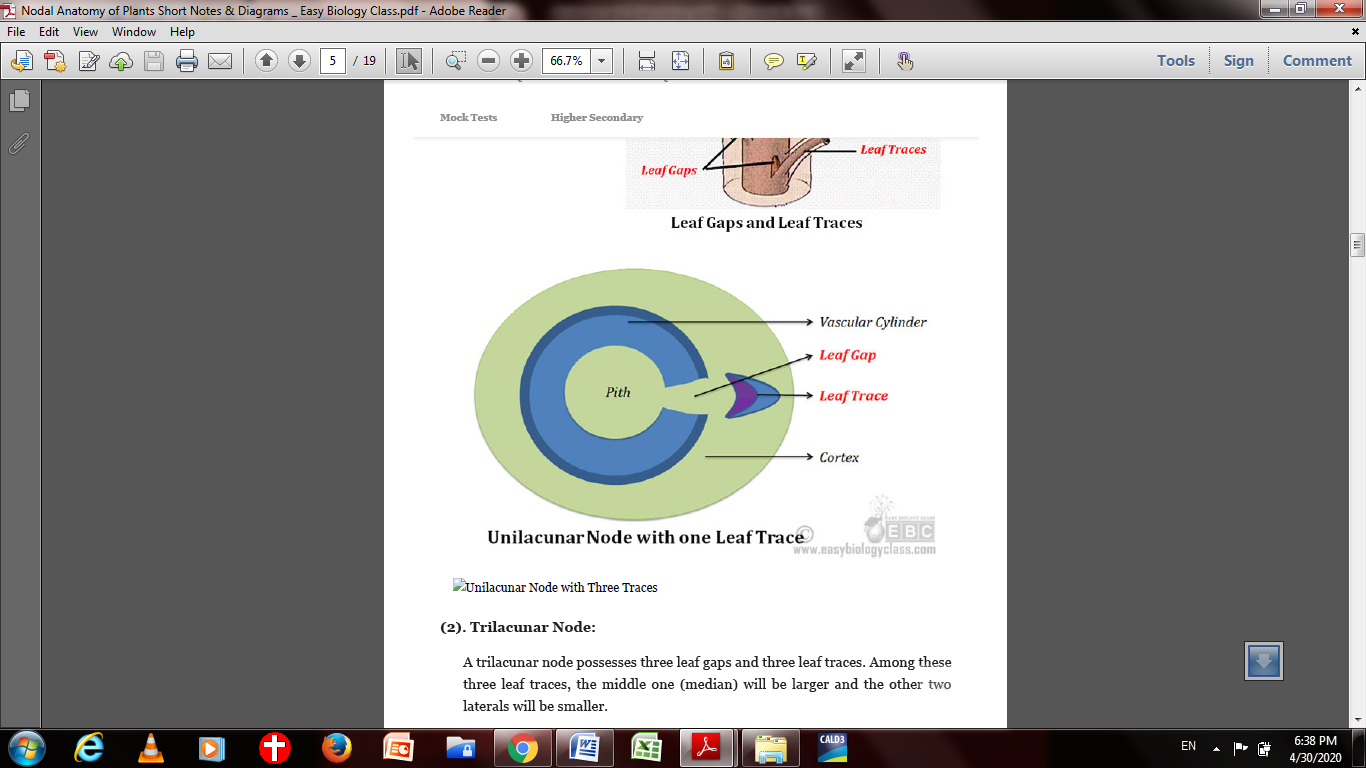 Nodal Anatomy of Plants Short Notes & Diagrams _ Easy Biology Class.pdf - Adobe Reader
File Edit View Window Help
5 / 19 66.7% Tools Sign Comment
Mock Tests Higher Secondary
Leaf Traces
Leaf Gaps
Leaf Gaps and Leaf Traces
Vascular Cylinder
Leaf Gap
Pith
Leaf Trace
Cortex
EASY BIOLOGY CLASS
EBC
Unilacunar Node with one Leaf Trace
©
www.easybiologyclass.com
Unilacunar Node with Three Traces
(2). Trilacunar Node:
A trilacunar node possesses three leaf gaps and three leaf traces. Among these
three leaf traces, the middle one (median) will be larger and the other two
laterals will be smaller.
CALD3
EN
6:38 PM
4/30/2020